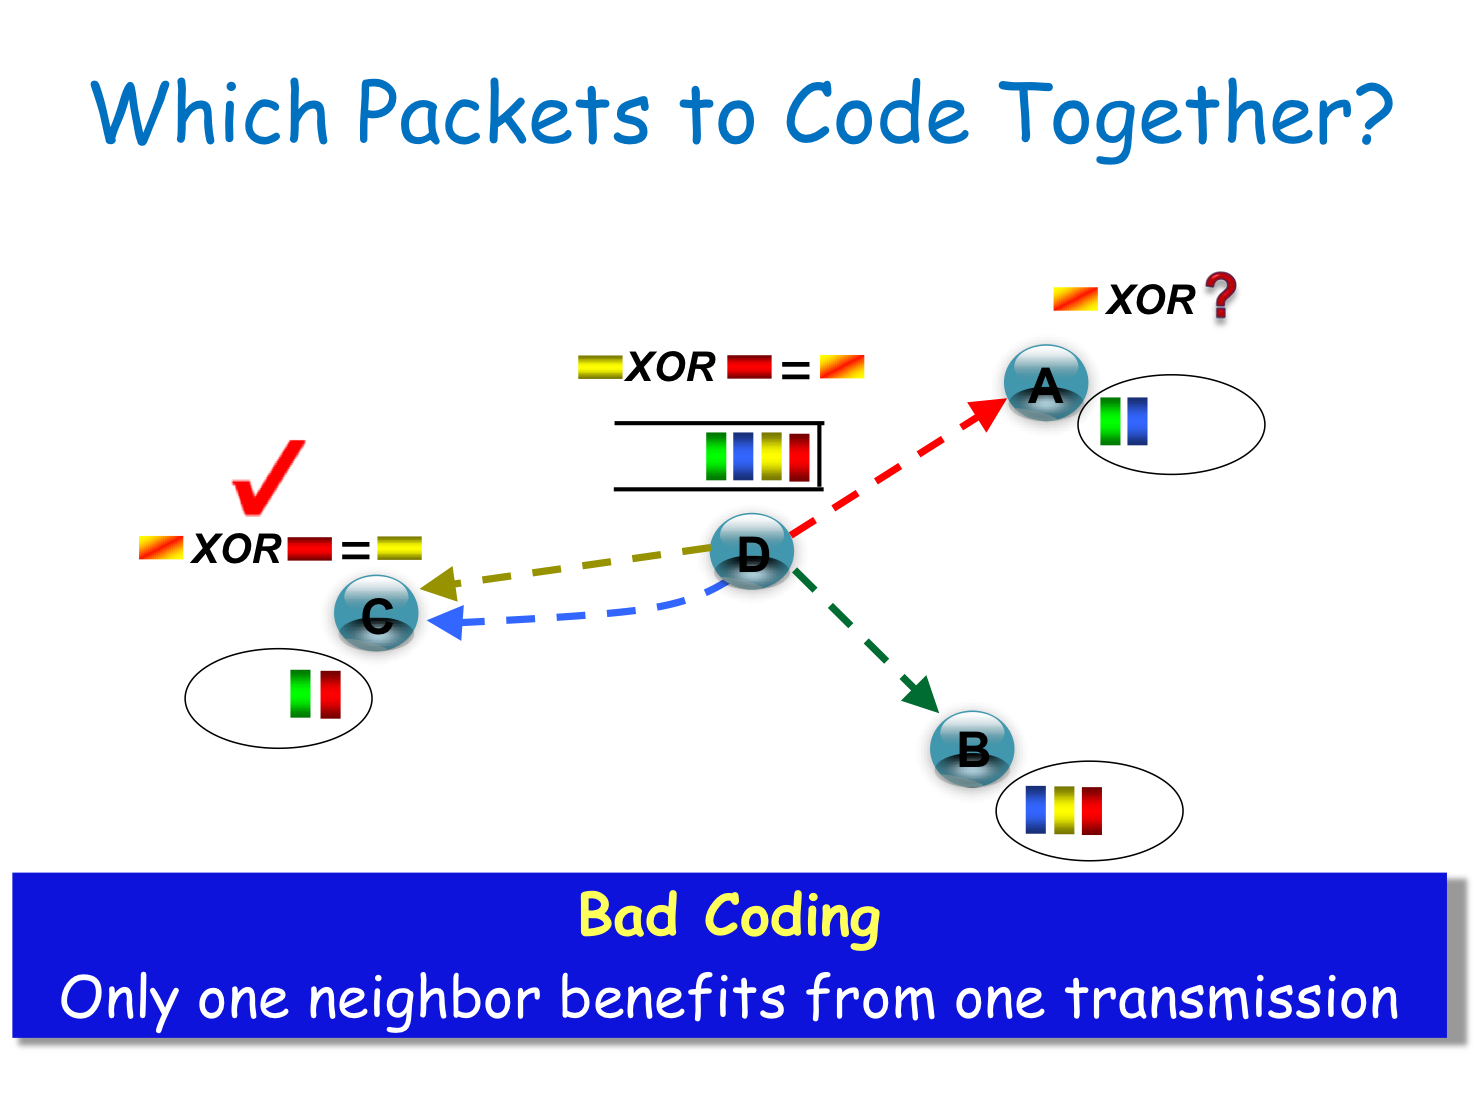 Which Packets to Code Together?
XOR ?
XOR =
A
D
XOR =
C
B
Bad Coding
Only one neighbor benefits from one transmission